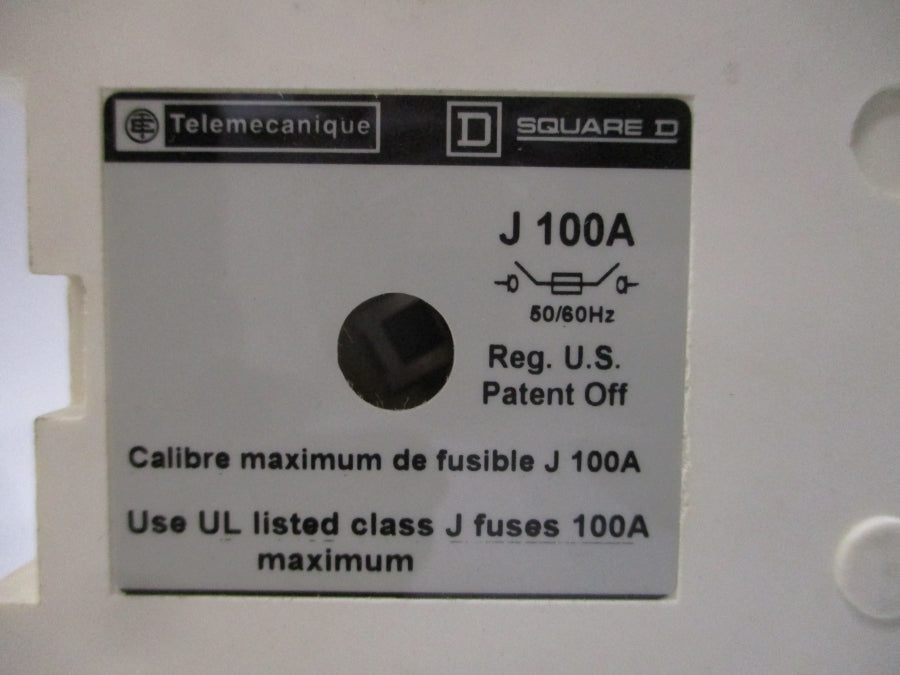 Telemecanique D SQUARE D
J 100A
50/60Hz
Reg. U.S.
Patent Off
Calibre maximum de fusible J 100A
Use UL listed class J fuses 100A
maximum